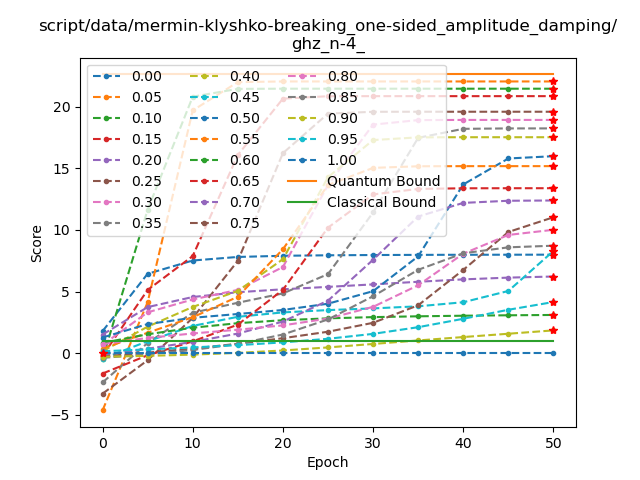 script/data/mermin-klyshko-breaking_one-sided_amplitude_damping/
ghz_n-4_
0.00 0.40 0.80
0.05 0.45 0.85
0.10 0.50 0.90
0.15 0.55 0.95
0.20 0.60 1.00
0.25 0.65 Quantum Bound
0.30 0.70 Classical Bound
0.35 0.75
20
15
10
5
0
−5
Score
0 10 20 30 40 50
Epoch